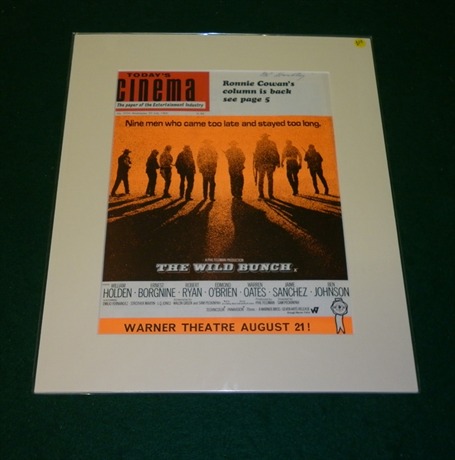 TODAY'S
cinema
The paper of the Entertainment Industry
Ronnie Cowan's
column is back
see page 5
Nine men who came too late and stayed too long.
THE WILD BUNCH
WILLIAM HOLDEN · ERNEST BORGNINE · ROBERT RYAN · EDMOND O'BRIEN · WARREN OATES · JAIME SANCHEZ · BEN JOHNSON
WARNER THEATRE AUGUST 21!